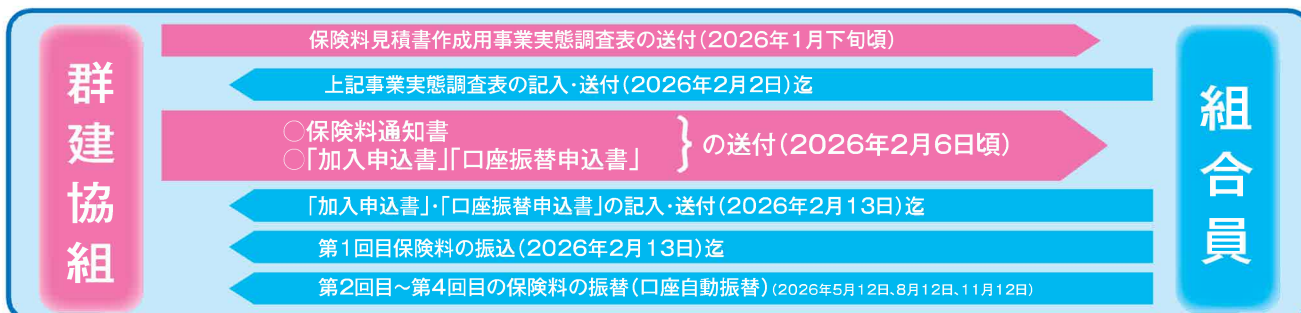 群建協組
保険料見積書作成用事業実態調査表の送付(2026年1月下旬頃)
上記事業実態調査表の記入・送付(2026年2月2日)迄
○保険料通知書
○「加入申込書」「口座振替申込書」
}の送付(2026年2月6日頃)
「加入申込書」・「口座振替申込書」の記入・送付(2026年2月13日)迄
第1回目保険料の振込(2026年2月13日)迄
第2回目～第4回目の保険料の振替(口座自動振替)(2026年5月12日、8月12日、11月12日)
組合員